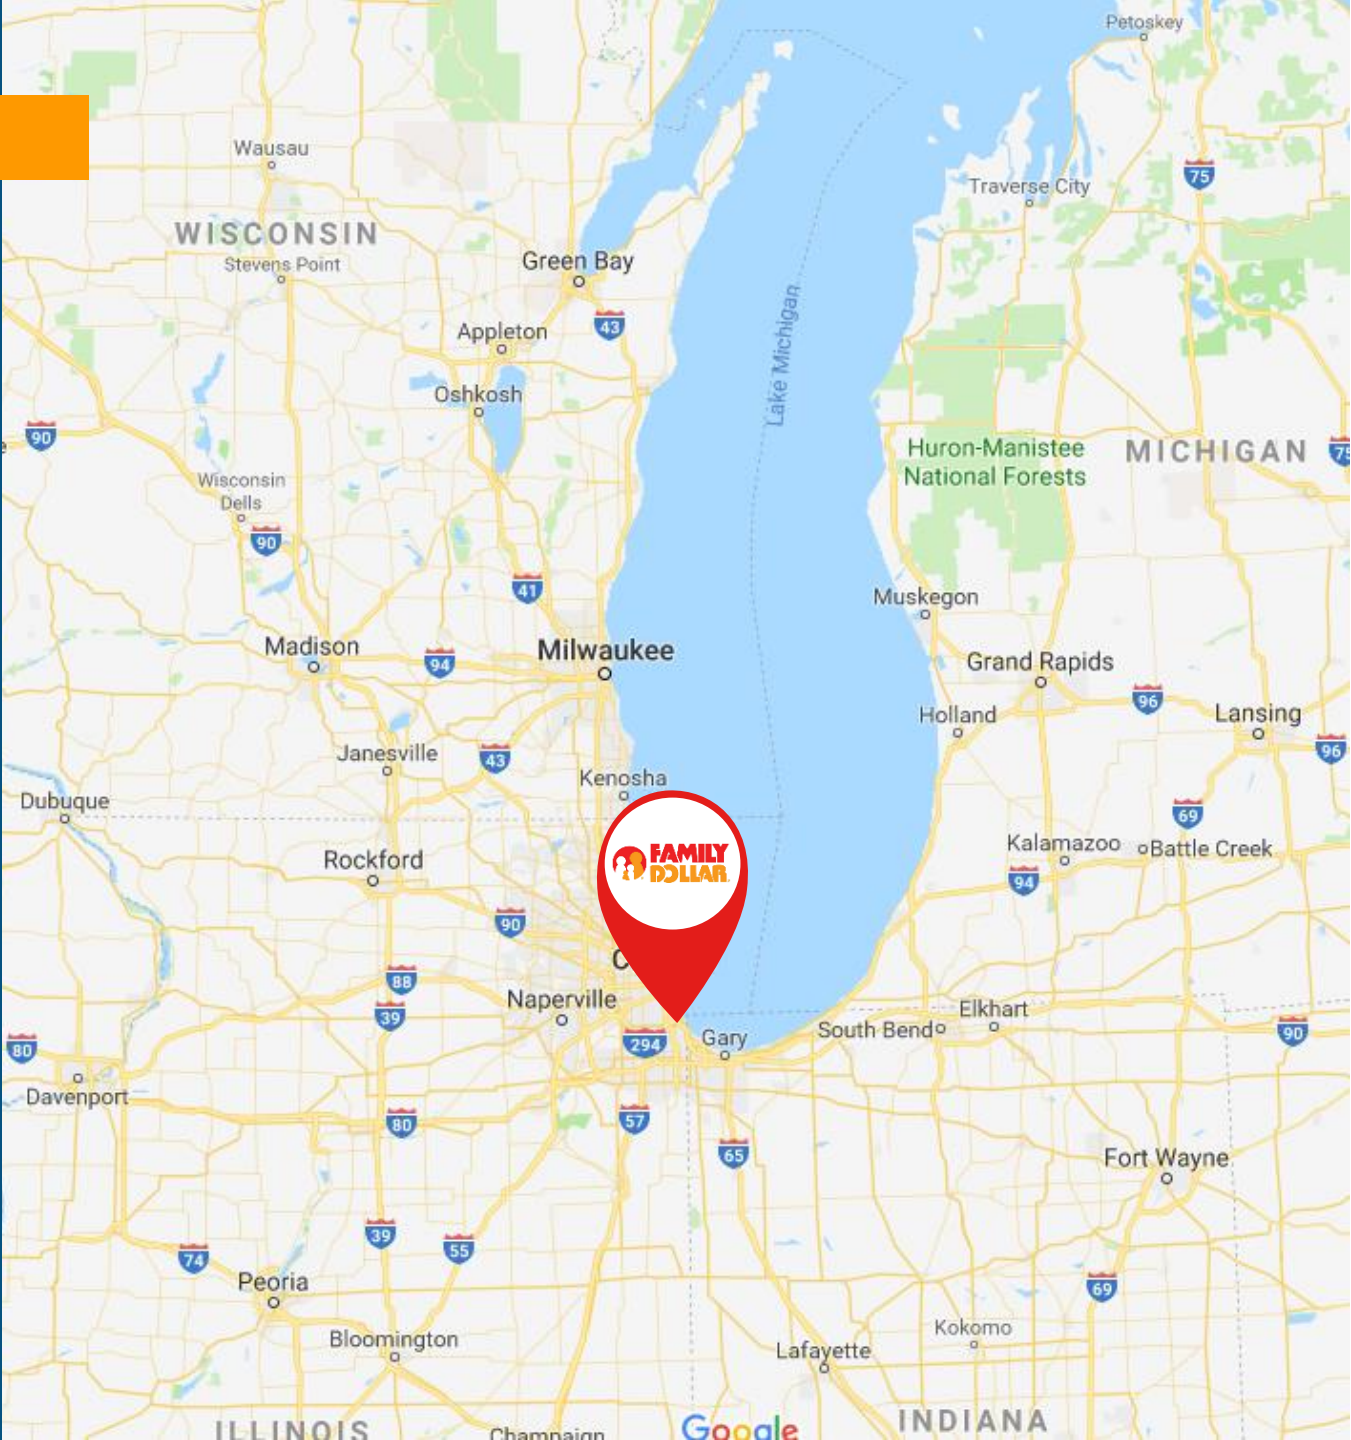 Petoskey
Wausau
Traverse City
75
WISCONSIN
Stevens Point
Green Bay
43
Appleton
Lake Michigan
Oshkosh
90
Huron-Manistee
National Forests
MICHIGAN
75
Wisconsin
Dells
90
41
Muskegon
Madison
94
Milwaukee
Grand Rapids
96
Holland
Lansing
96
Janesville
43
Kenosha
Dubuque
69
Kalamazoo
Battle Creek
Rockford
FAMILY
DOLLAR
94
90
C
88
Naperville
39
Elkhart
South Bend
90
80
294
Gary
Davenport
80
57
65
Fort Wayne
39
55
74
Peoria
69
Bloomington
Kokomo
Lafayette
ILLINOIS
Champaign
Google
INDIANA